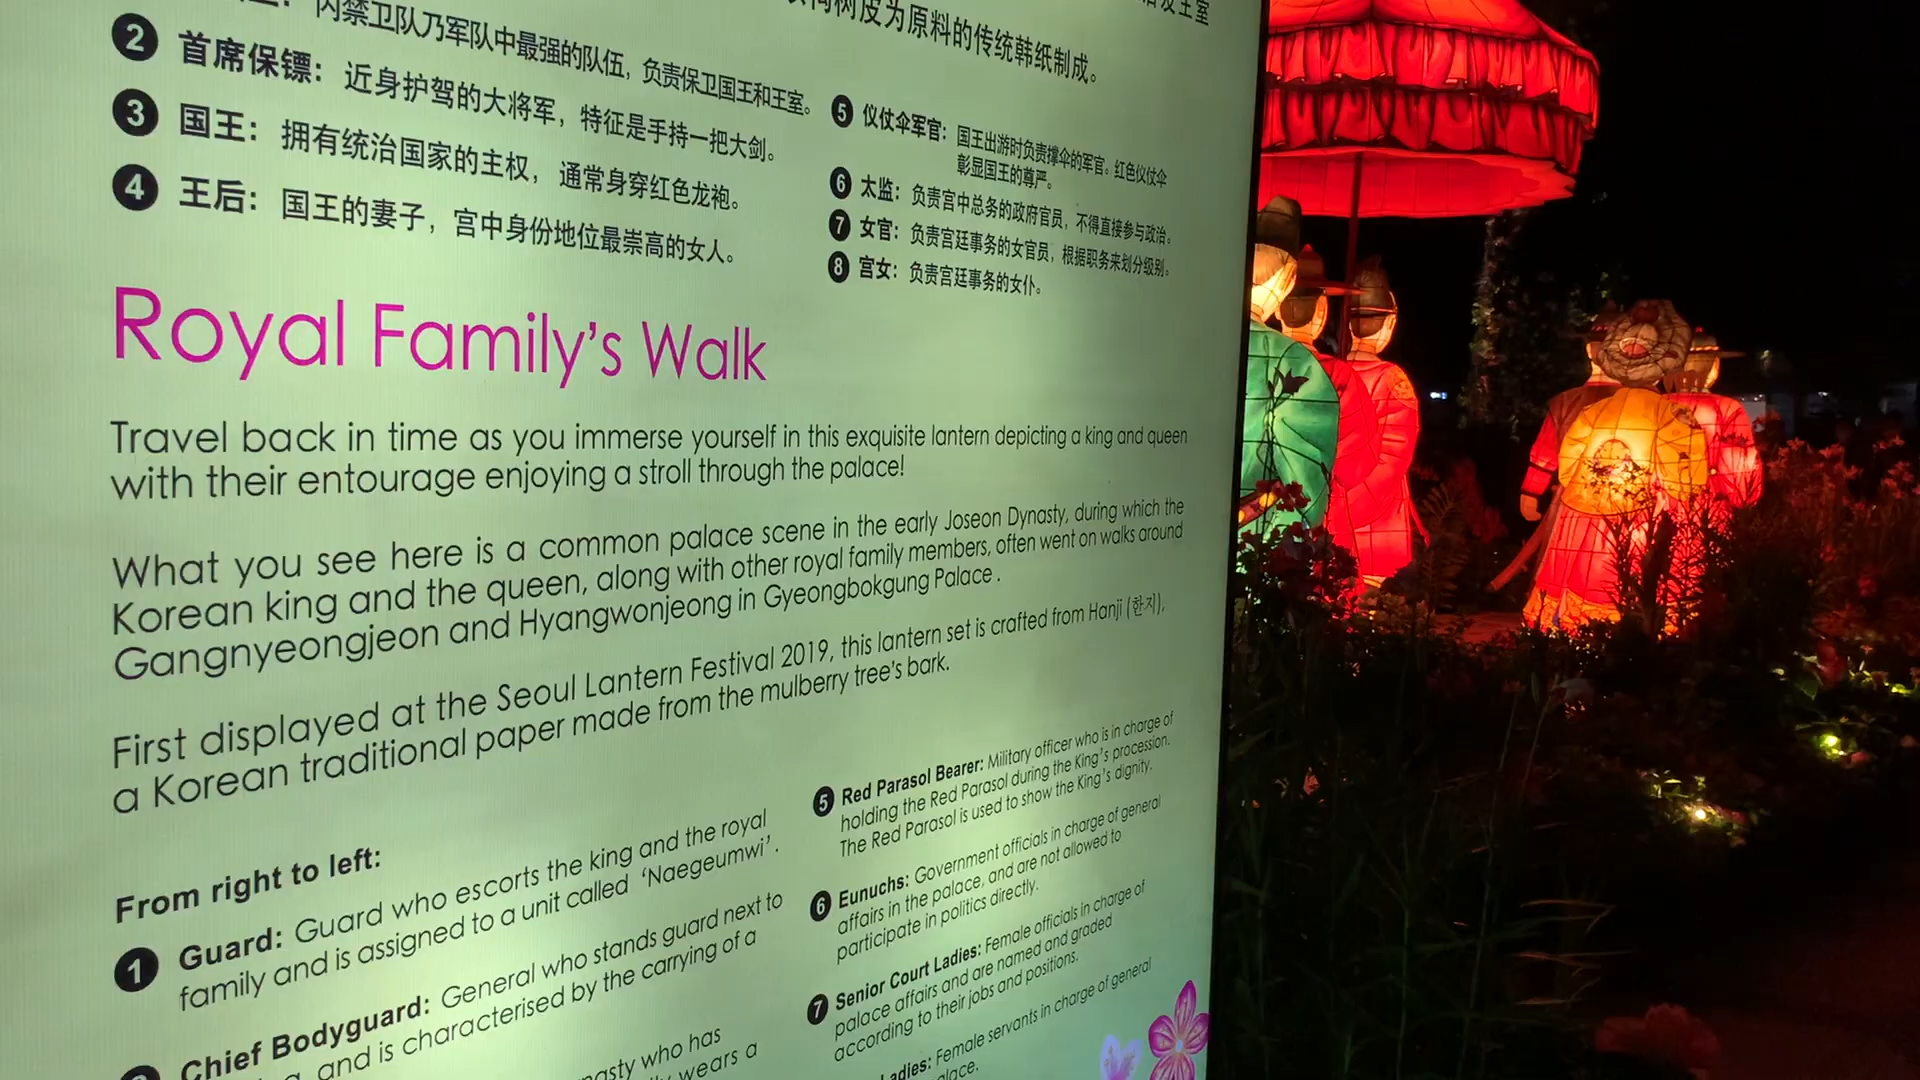 内禁卫队乃军队中最强的队伍，负责保卫国王和王室。
2 首席保镖：近身护驾的大将军，特征是手持一把大剑。
3 国王：拥有统治国家的主权，通常身穿红色龙袍。
4 王后：国王的妻子，宫中身份地位最崇高的女人。
树皮为原料的传统韩纸制成。
5 仪仗伞军官：国王出游时负责撑伞的军官。红色仪仗伞
彰显国王的尊严。
6 太监：负责宫中总务的政府官员，不得直接参与政治。
7 女官：负责宫廷事务的女官员，根据职务来划分级别。
8 宫女：负责宫廷事务的女仆。
Royal Family's Walk
Travel back in time as you immerse yourself in this exquisite lantern depicting a king and queen
with their entourage enjoying a stroll through the palace!
What you see here is a common palace scene in the early Joseon Dynasty, during which the
Korean king and the queen, along with other royal family members, often went on walks around
Gangnyeongjeon and Hyangwonjeong in Gyeongbokgung Palace .
First displayed at the Seoul Lantern Festival 2019, this lantern set is crafted from Hanji (한지),
a Korean traditional paper made from the mulberry tree's bark.
From right to left:
1 Guard: Guard who escorts the king and the royal
family and is assigned to a unit called 'Naegeumwi'.
Chief Bodyguard: General who stands guard next to
and is characterised by the carrying of a
who has
wears a
5 Red Parasol Bearer: Military officer who is in charge of
holding the Red Parasol during the King's procession.
The Red Parasol is used to show the King's dignity.
6 Eunuchs: Government officials in charge of general
affairs in the palace, and are not allowed to
participate in politics directly.
7 Senior Court Ladies: Female officials in charge of
palace affairs and are named and graded
according to their jobs and positions.
Ladies: Female servants in charge of general